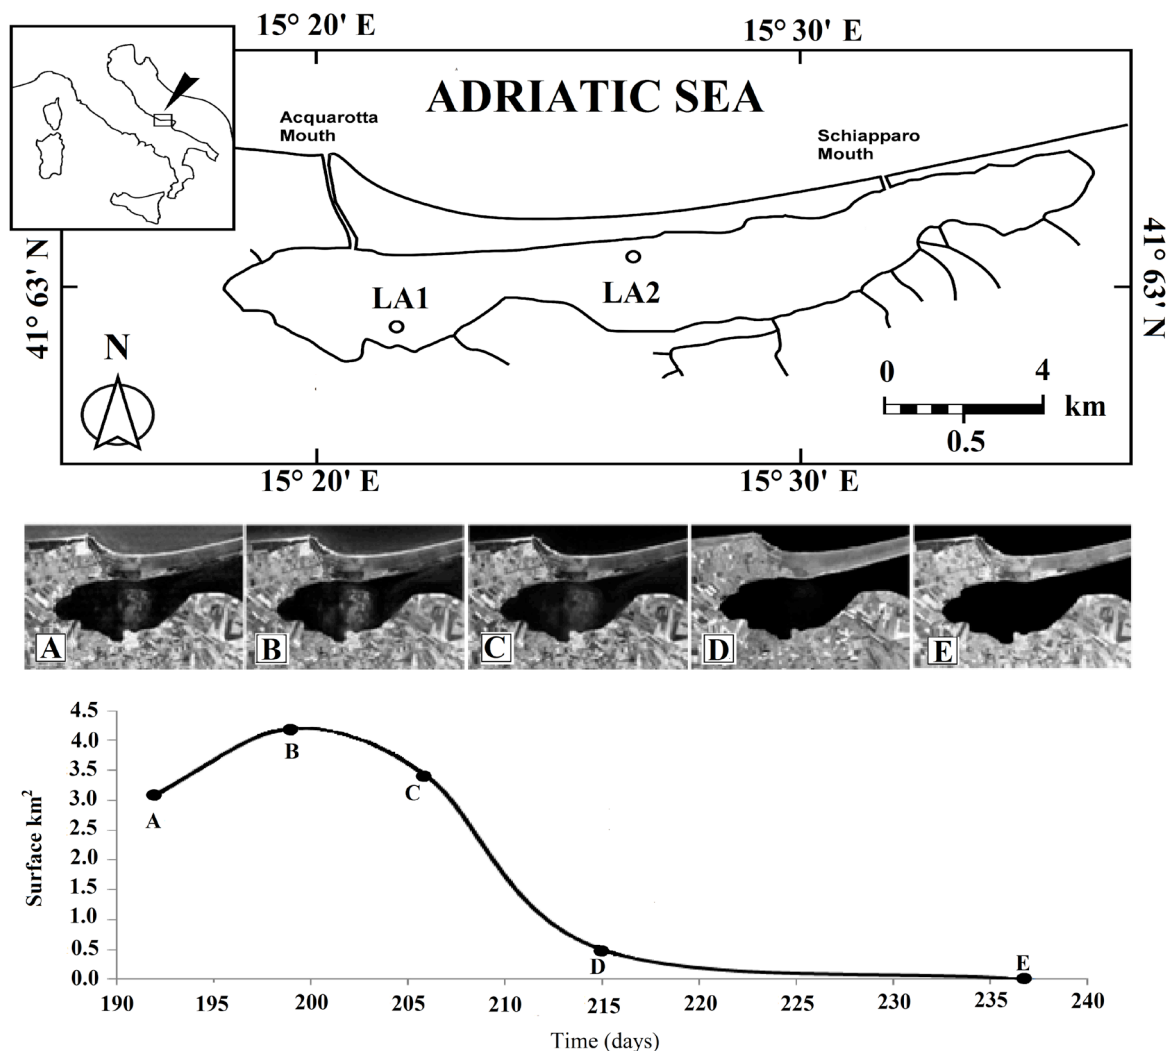 15° 20' E
15° 30' E
ADRIATIC SEA
Acquarotta
Mouth
Schiapparo
Mouth
41° 63' N
41° 63' N
LA1
LA2
N
0
4
km
0.5
15° 20' E
15° 30' E
A
B
C
D
E
4.5
4.0
3.5
3.0
2.5
2.0
1.5
1.0
0.5
0.0
Surface km²
A
B
C
D
E
190
195
200
205
210
215
220
225
230
235
240
Time (days)